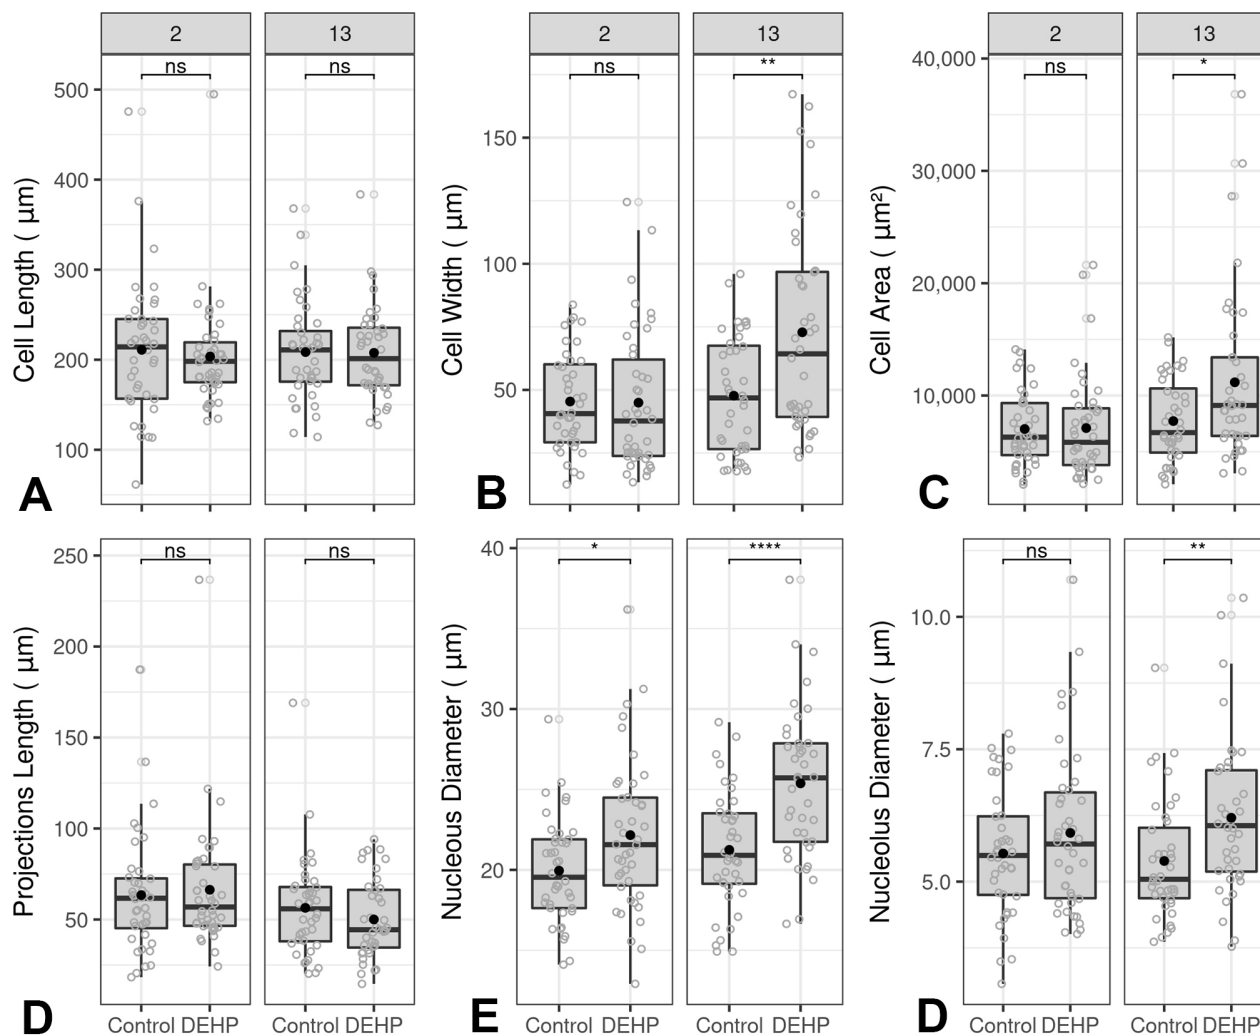 2 13
ns ns
500
400
300
200
100
Cell Length ( µm)
A
2 13
ns **
150
100
50
Cell Width ( µm)
B
2 13
ns *
40,000
30,000
20,000
10,000
Cell Area ( µm²)
C
ns ns
250
200
150
100
50
Projections Length ( µm)
D
Control DEHP Control DEHP
* ****
40
30
20
Nucleous Diameter ( µm)
E
Control DEHP Control DEHP
ns **
10.0
7.5
5.0
Nucleolus Diameter ( µm)
D
Control DEHP Control DEHP